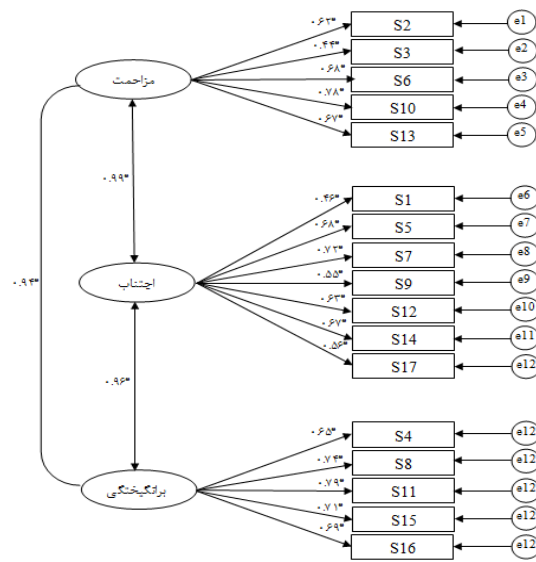 ۰.۶۳** S2 e1
۰.۴۴** S3 e2
مزاحمت ۰.۶۸** S6 e3
۰.۷۸** S10 e4
۰.۶۷** S13 e5
۰.۹۹**
۰.۴۶** S1 e6
۰.۶۸** S5 e7
۰.۷۳** S7 e8
۰.۹۴** اجتناب ۰.۵۵** S9 e9
۰.۶۳** S12 e10
۰.۶۷** S14 e11
۰.۵۶** S17 e12
۰.۹۶**
۰.۶۵** S4 e12
۰.۷۴** S8 e12
برانگیختگی ۰.۷۹** S11 e12
۰.۷۱** S15 e12
۰.۶۹** S16 e12